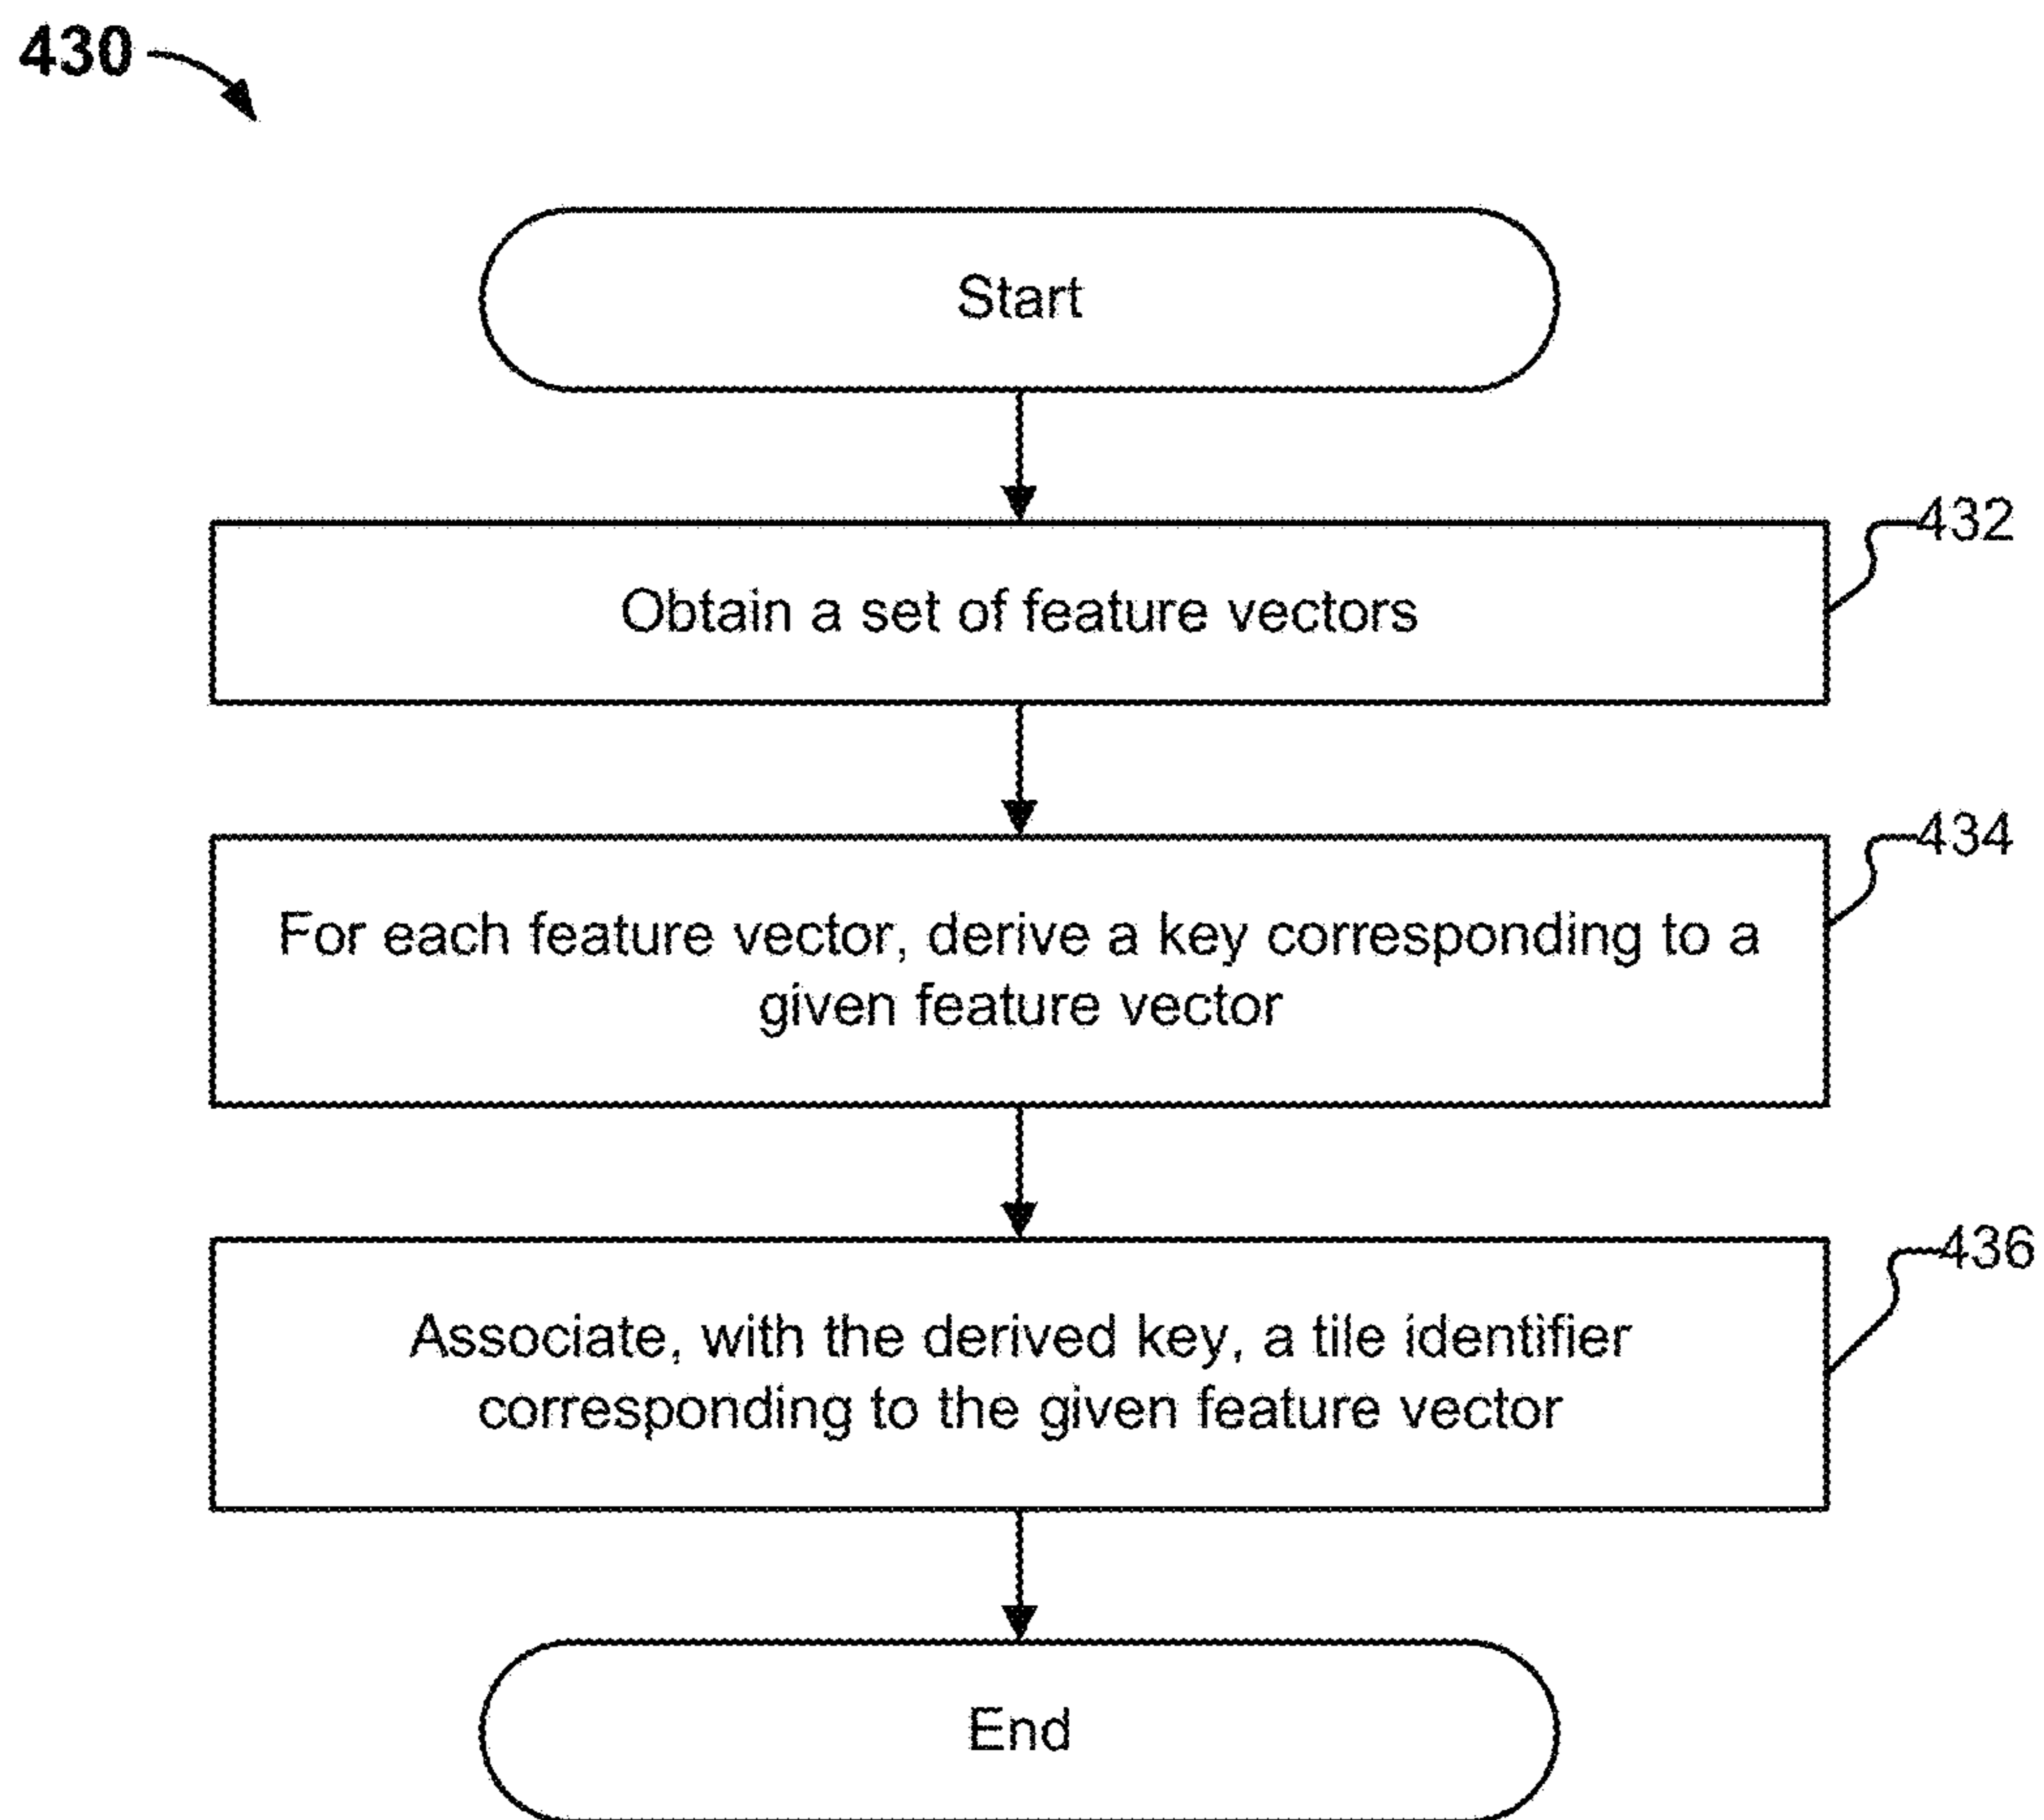 430
Start
432
Obtain a set of feature vectors
434
For each feature vector, derive a key corresponding to a
given feature vector
436
Associate, with the derived key, a tile identifier
corresponding to the given feature vector
End